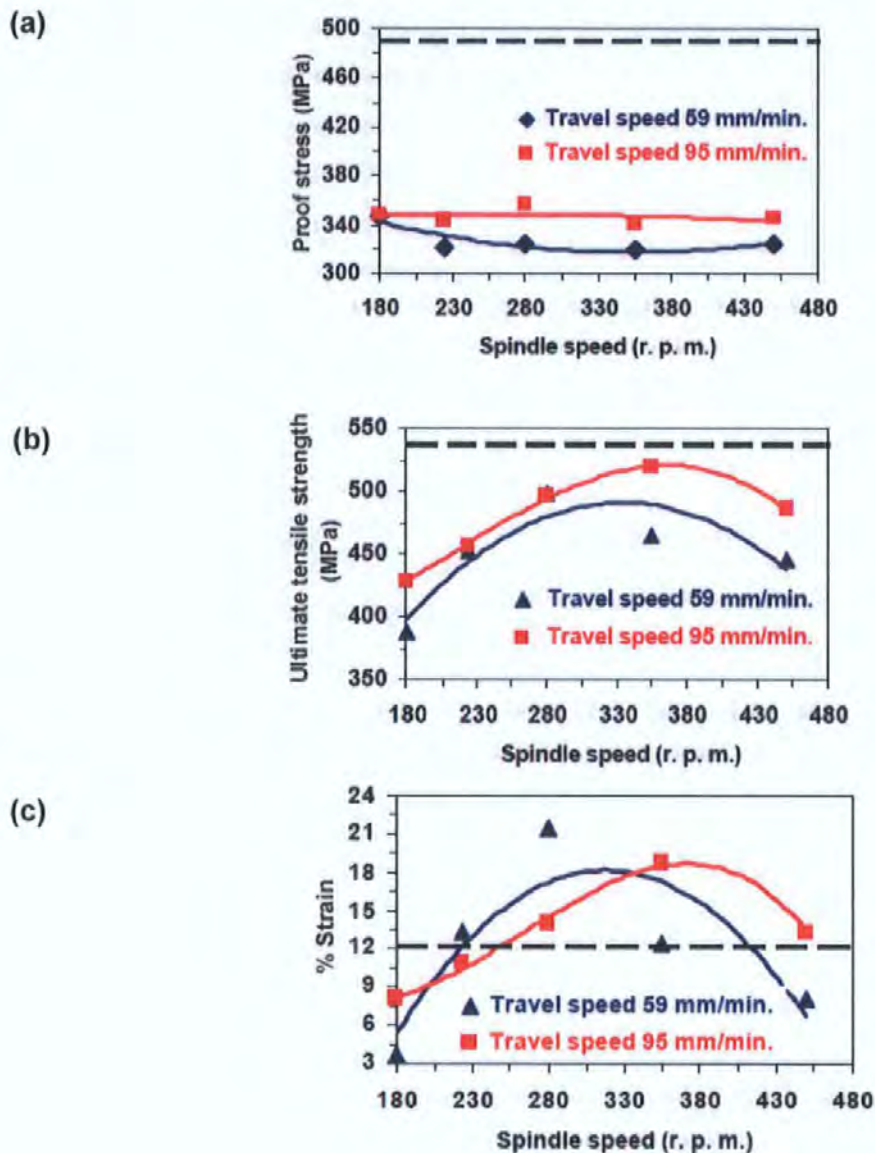 (a)
Proof stress (MPa)
500
460
420
380
340
300
Travel speed 59 mm/min.
Travel speed 95 mm/min.
180 230 280 330 380 430 480
Spindle speed (r. p. m.)
(b)
Ultimate tensile strength
(MPa)
550
500
450
400
350
Travel speed 59 mm/min.
Travel speed 95 mm/min.
180 230 280 330 380 430 480
Spindle speed (r. p. m.)
(c)
% Strain
24
21
18
15
12
9
6
3
Travel speed 59 mm/min.
Travel speed 95 mm/min.
180 230 280 330 380 430 480
Spindle speed (r. p. m.)